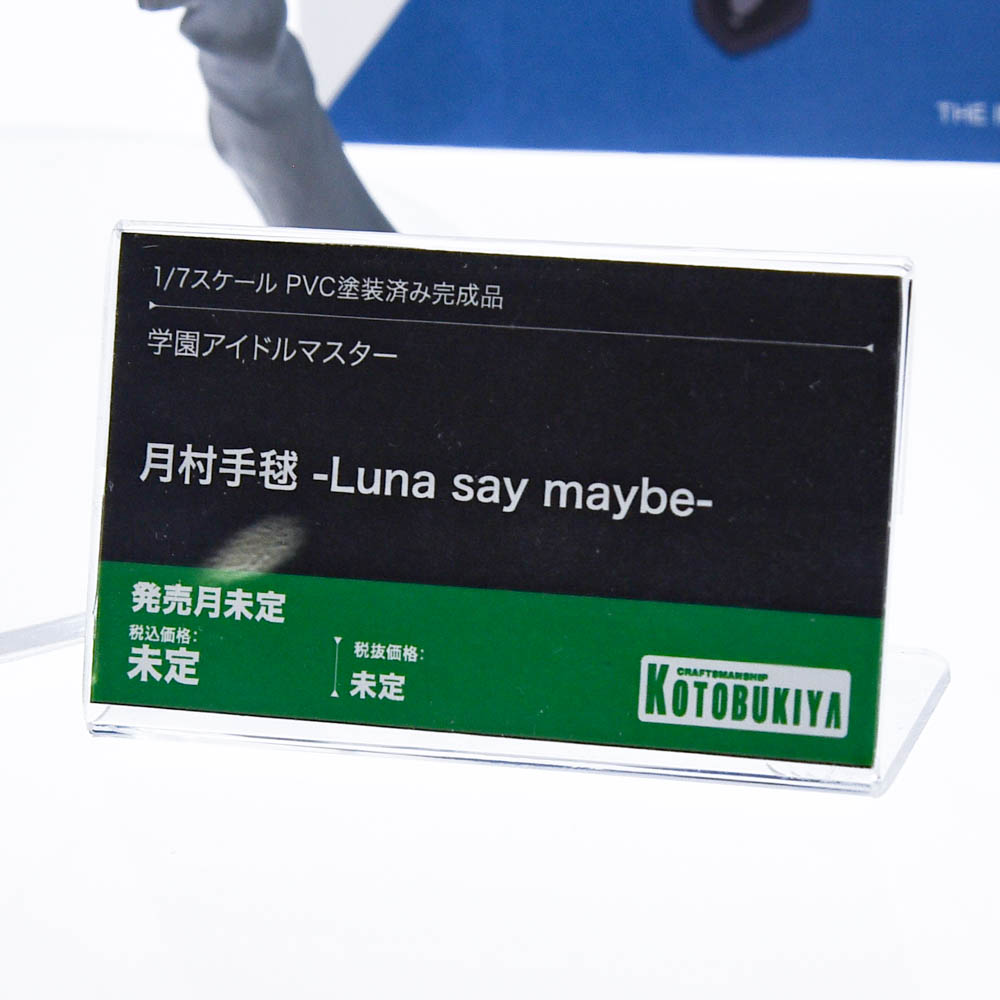 THE
1/7スケール PVC塗装済み完成品
学園アイドルマスター
月村手毬 -Luna say maybe-
発売月未定
税込価格:
未定
税抜価格:
未定
CRAFTSMANSHIP
KOTOBUKIYA